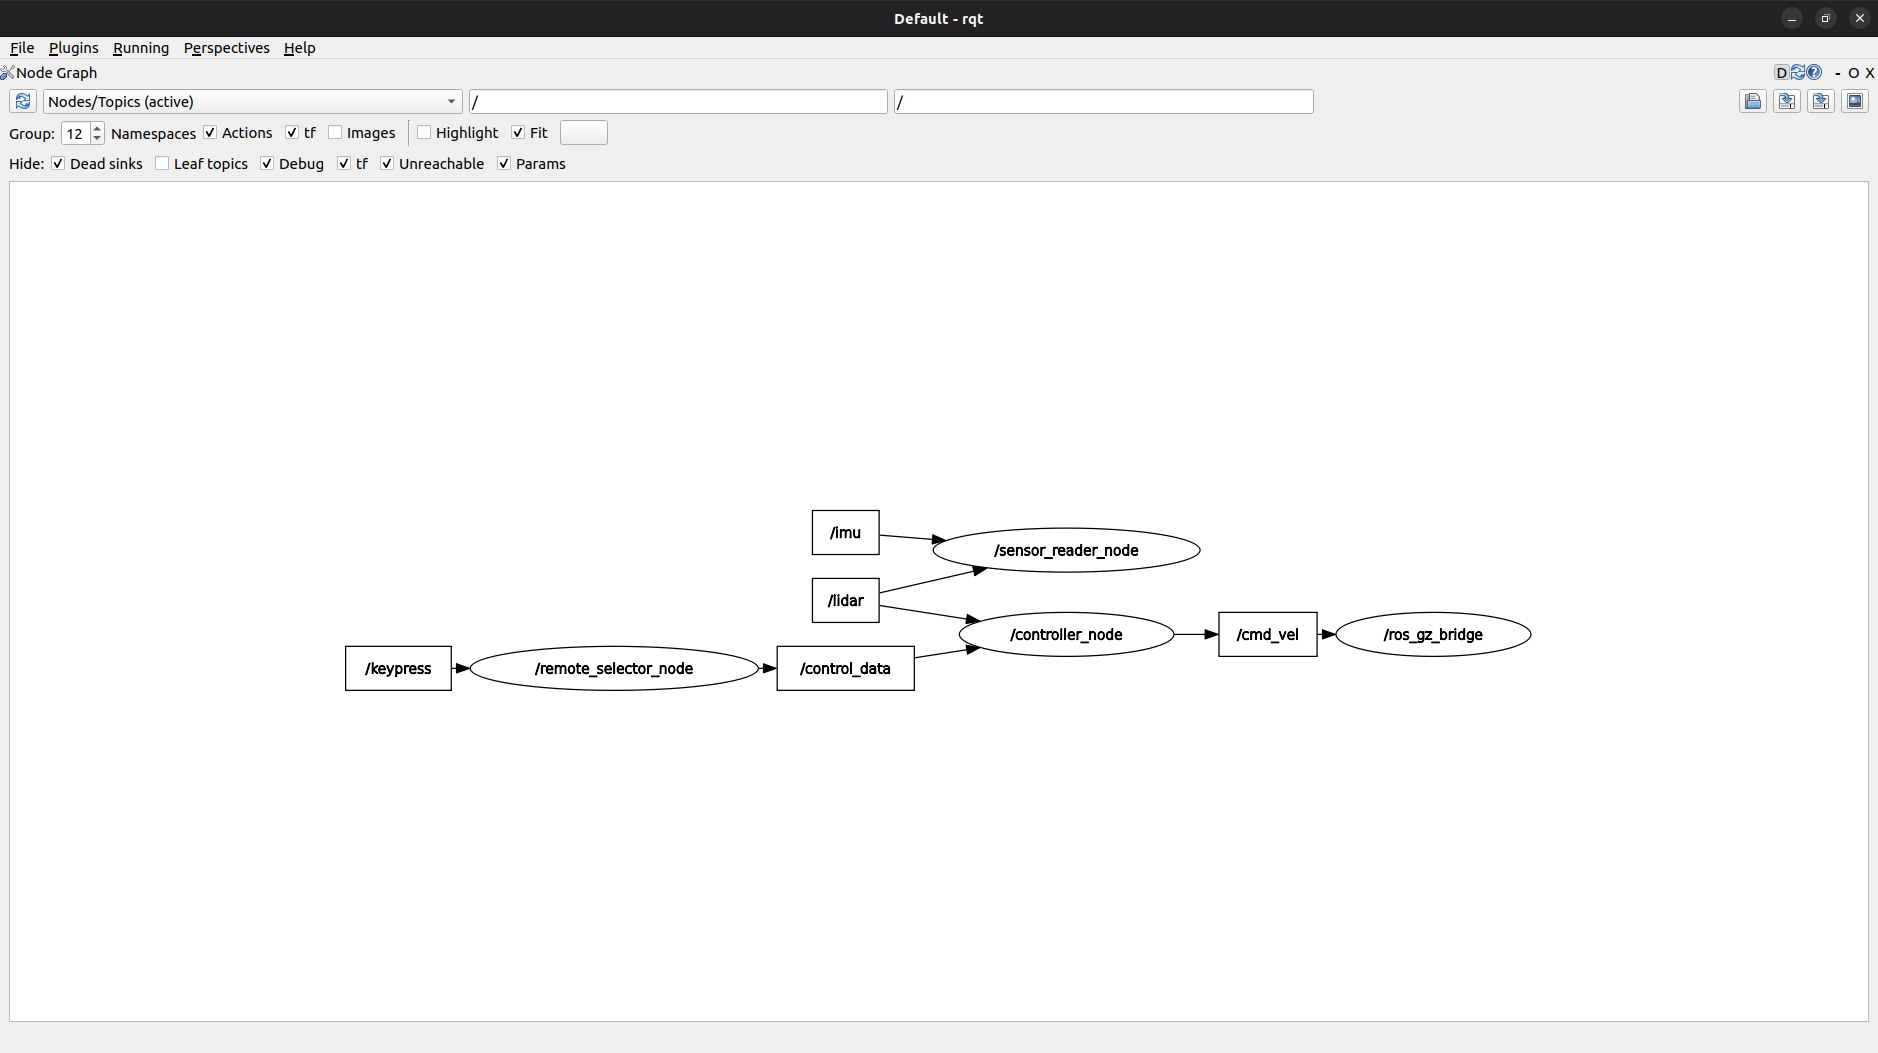 Default - rqt
File Plugins Running Perspectives Help
Node Graph D - O X
Nodes/Topics (active) / /
Group: 12 Namespaces Actions tf Images Highlight Fit
Hide: Dead sinks Leaf topics Debug tf Unreachable Params
/imu
/sensor_reader_node
/lidar
/controller_node /cmd_vel /ros_gz_bridge
/keypress /remote_selector_node /control_data